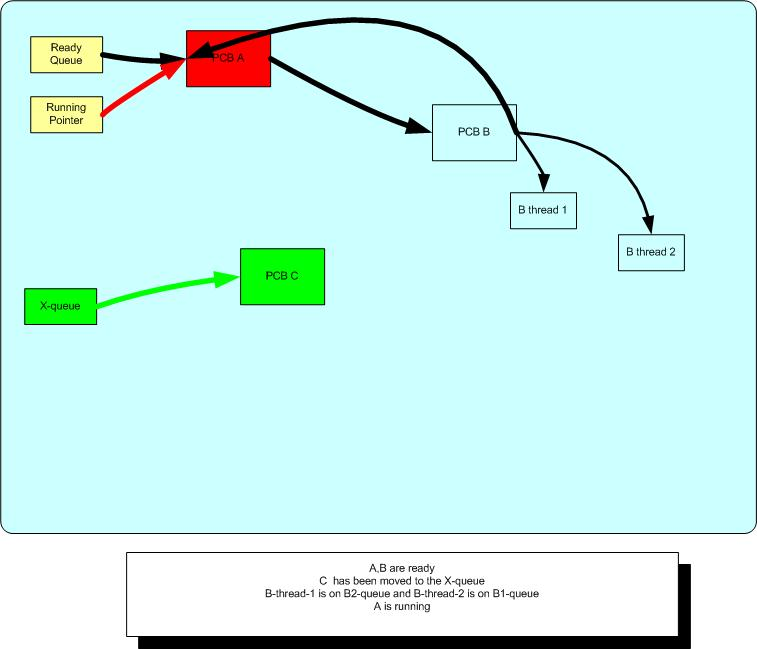 Ready
Queue
PCB A
Running
Pointer
PCB B
B thread 1
B thread 2
PCB C
X-queue
A,B are ready
C  has been moved to the X-queue
B-thread-1 is on B2-queue and B-thread-2 is on B1-queue
A is running